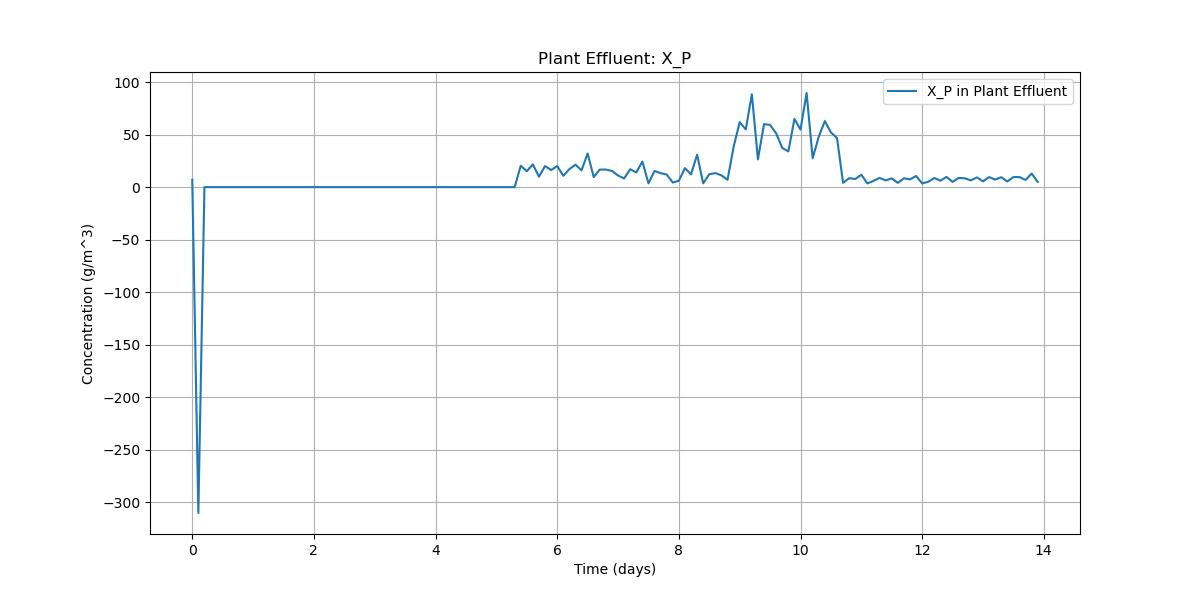 Plant Effluent: X_P
X_P in Plant Effluent
Concentration (g/m^3)
100
50
0
−50
−100
−150
−200
−250
−300
0 2 4 6 8 10 12 14
Time (days)